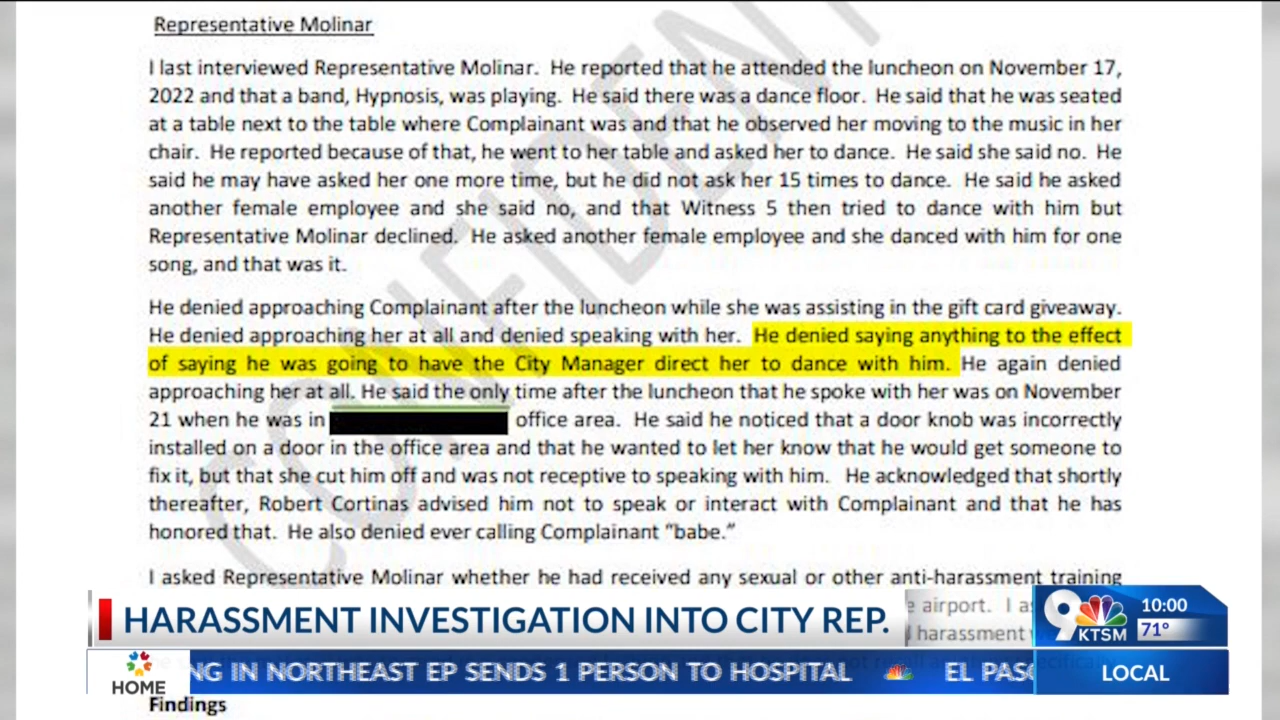 Representative Molinar
I last interviewed Representative Molinar. He reported that he attended the luncheon on November 17,
2022 and that a band, Hypnosis, was playing. He said there was a dance floor. He said that he was seated
at a table next to the table where Complainant was and that he observed her moving to the music in her
chair. He reported because of that, he went to her table and asked her to dance. He said she said no. He
said he may have asked her one more time, but he did not ask her 15 times to dance. He said he asked
another female employee and she said no, and that Witness 5 then tried to dance with him but
Representative Molinar declined. He asked another female employee and she danced with him for one
song, and that was it.
He denied approaching Complainant after the luncheon while she was assisting in the gift card giveaway.
He denied approaching her at all and denied speaking with her. He denied saying anything to the effect
of saying he was going to have the City Manager direct her to dance with him. He again denied
approaching her at all. He said the only time after the luncheon that he spoke with her was on November
21 when he was in office area. He said he noticed that a door knob was incorrectly
installed on a door in the office area and that he wanted to let her know that he would get someone to
fix it, but that she cut him off and was not receptive to speaking with him. He acknowledged that shortly
thereafter, Robert Cortinas advised him not to speak or interact with Complainant and that he has
honored that. He also denied ever calling Complainant “babe.”
I asked Representative Molinar whether he had received any sexual or other anti-harassment training
airport. I
harassment
HARASSMENT INVESTIGATION INTO CITY REP.
9 KTSM
10:00
71°
HOME
NG IN NORTHEAST EP SENDS 1 PERSON TO HOSPITAL EL PASO
LOCAL
Findings
CONFIDENT